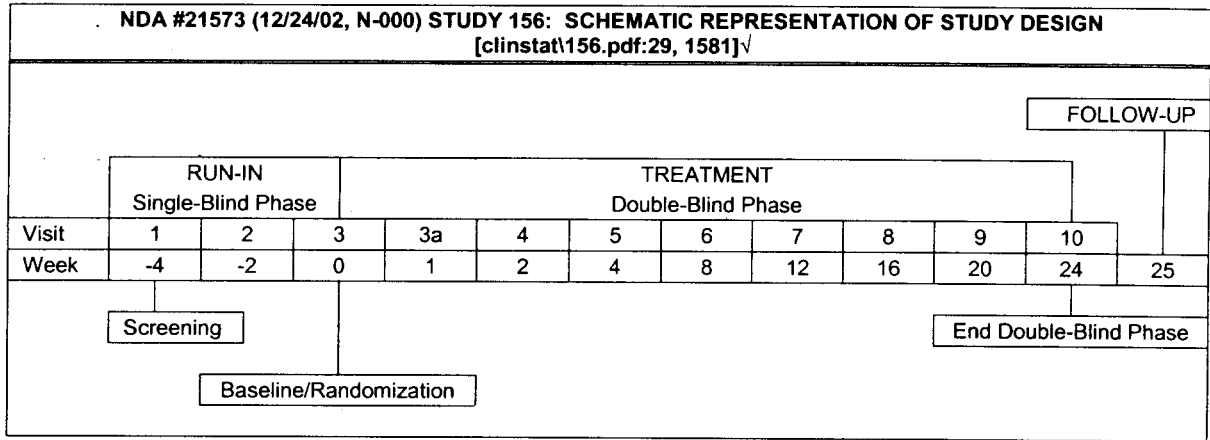 NDA #21573 (12/24/02, N-000) STUDY 156: SCHEMATIC REPRESENTATION OF STUDY DESIGN
[clinstat\156.pdf:29, 1581]√
FOLLOW-UP
RUN-IN TREATMENT
Single-Blind Phase Double-Blind Phase
Visit 1 2 3 3a 4 5 6 7 8 9 10
Week -4 -2 0 1 2 4 8 12 16 20 24 25
Screening End Double-Blind Phase
Baseline/Randomization